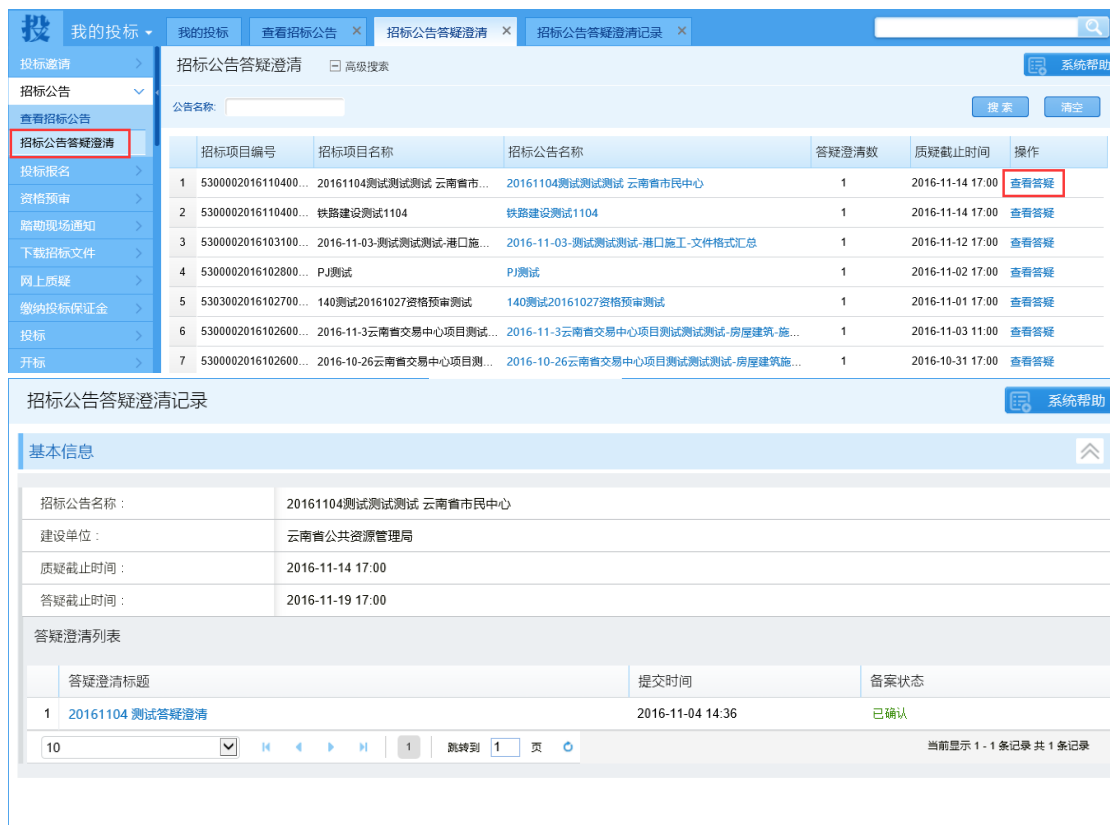 投 我的投标 我的投标 查看招标公告 × 招标公告答疑澄清 × 招标公告答疑澄清记录 ×
投标邀请
招标公告
查看招标公告
招标公告答疑澄清
投标报名
资格预审
踏勘现场通知
下载招标文件
网上质疑
缴纳投标保证金
投标
开标
招标公告答疑澄清 高级搜索 系统帮助
公告名称: 搜索 清空
招标项目编号 招标项目名称 招标公告名称 答疑澄清数 质疑截止时间 操作
1 5300002016110400... 20161104测试测试测试 云南省市... 20161104测试测试测试 云南省市民中心 1 2016-11-14 17:00 查看答疑
2 5300002016110400... 铁路建设测试1104 铁路建设测试1104 1 2016-11-14 17:00 查看答疑
3 5300002016103100... 2016-11-03-测试测试测试-港口施... 2016-11-03-测试测试测试-港口施工-文件格式汇总 1 2016-11-12 17:00 查看答疑
4 5300002016102800... PJ测试 PJ测试 1 2016-11-02 17:00 查看答疑
5 5303002016102700... 140测试20161027资格预审测试 140测试20161027资格预审测试 1 2016-11-01 17:00 查看答疑
6 5300002016102600... 2016-11-3云南省交易中心项目测试... 2016-11-3云南省交易中心项目测试测试测试-房屋建筑-施... 1 2016-11-03 11:00 查看答疑
7 5300002016102600... 2016-10-26云南省交易中心项目测... 2016-10-26云南省交易中心项目测试测试测试-房屋建筑施... 1 2016-10-31 17:00 查看答疑
招标公告答疑澄清记录 系统帮助
基本信息
招标公告名称: 20161104测试测试测试 云南省市民中心
建设单位: 云南省公共资源管理局
质疑截止时间: 2016-11-14 17:00
答疑截止时间: 2016-11-19 17:00
答疑澄清列表
答疑澄清标题 提交时间 备案状态
1 20161104 测试答疑澄清 2016-11-04 14:36 已确认
10 1 跳转到 1 页 当前显示 1 - 1 条记录 共 1 条记录